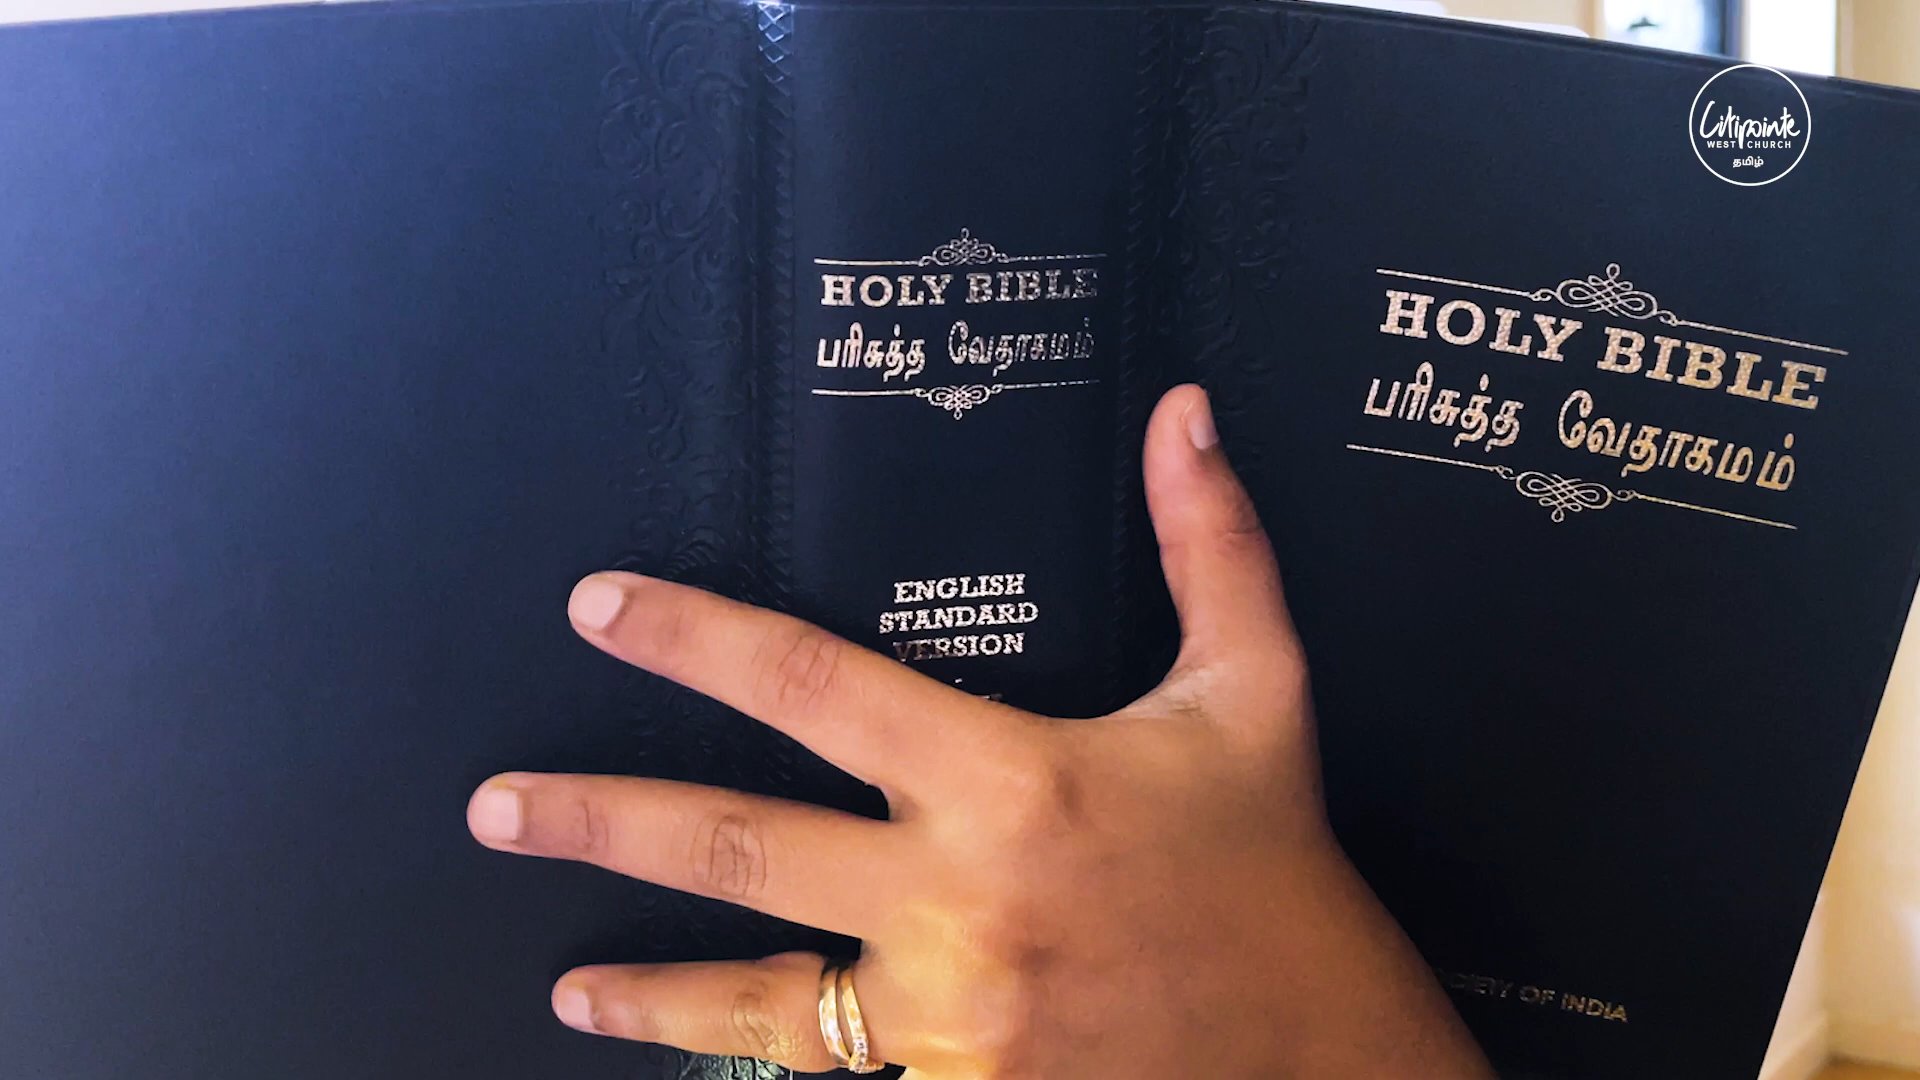 HOLY BIBLE
பரிசுத்த வேதாகமம்
ENGLISH
STANDARD
VERSION
HOLY BIBLE
பரிசுத்த வேதாகமம்
OF INDIA
Citipointe
WEST CHURCH
தமிழ்